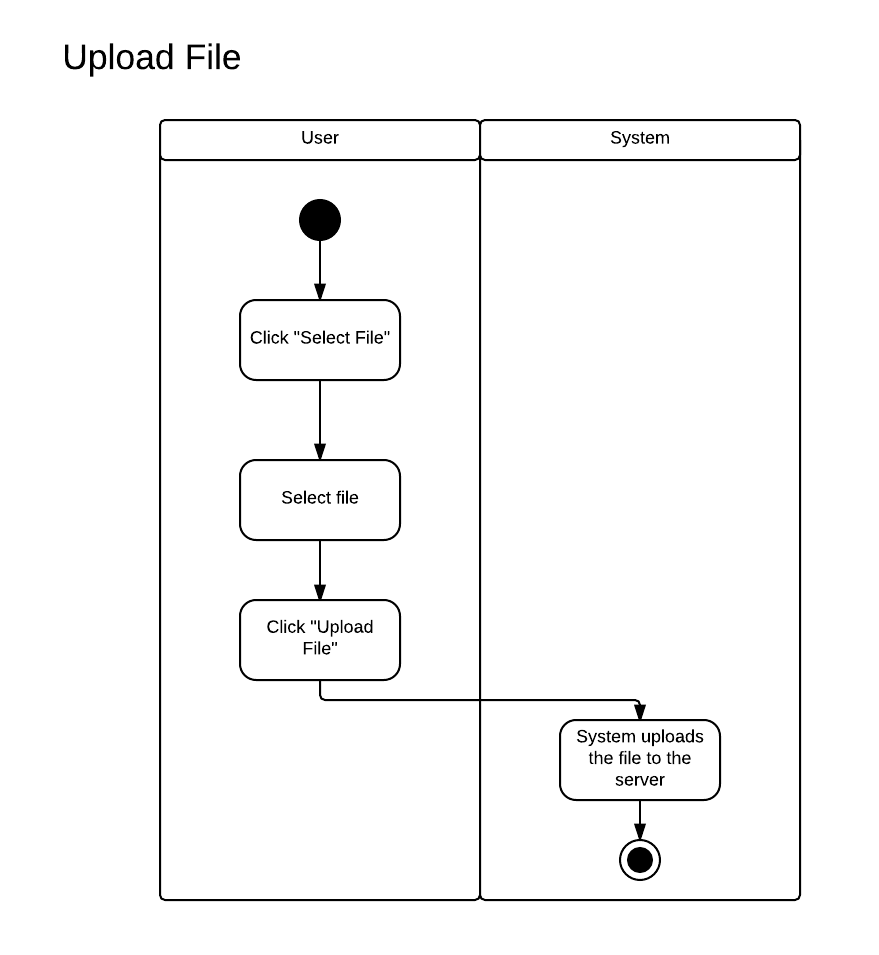 Upload File
User
System
Click "Select File"
Select file
Click "Upload
File"
System uploads
the file to the
server